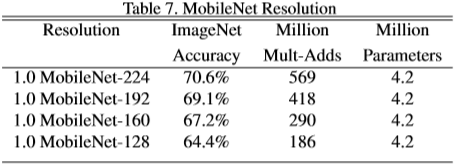 Table 7. MobileNet Resolution
Resolution ImageNet Million Million
Accuracy Mult-Adds Parameters
1.0 MobileNet-224 70.6% 569 4.2
1.0 MobileNet-192 69.1% 418 4.2
1.0 MobileNet-160 67.2% 290 4.2
1.0 MobileNet-128 64.4% 186 4.2